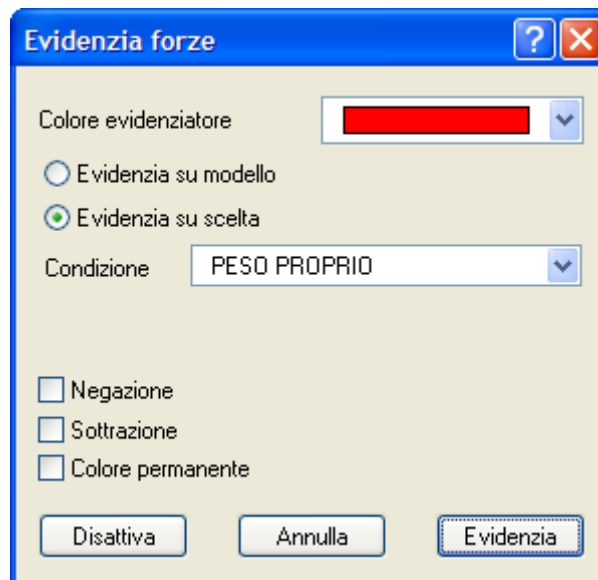 Evidenzia forze
Colore evidenziatore
Evidenzia su modello
Evidenzia su scelta
Condizione PESO PROPRIO
Negazione
Sottrazione
Colore permanente
Disattiva Annulla Evidenzia